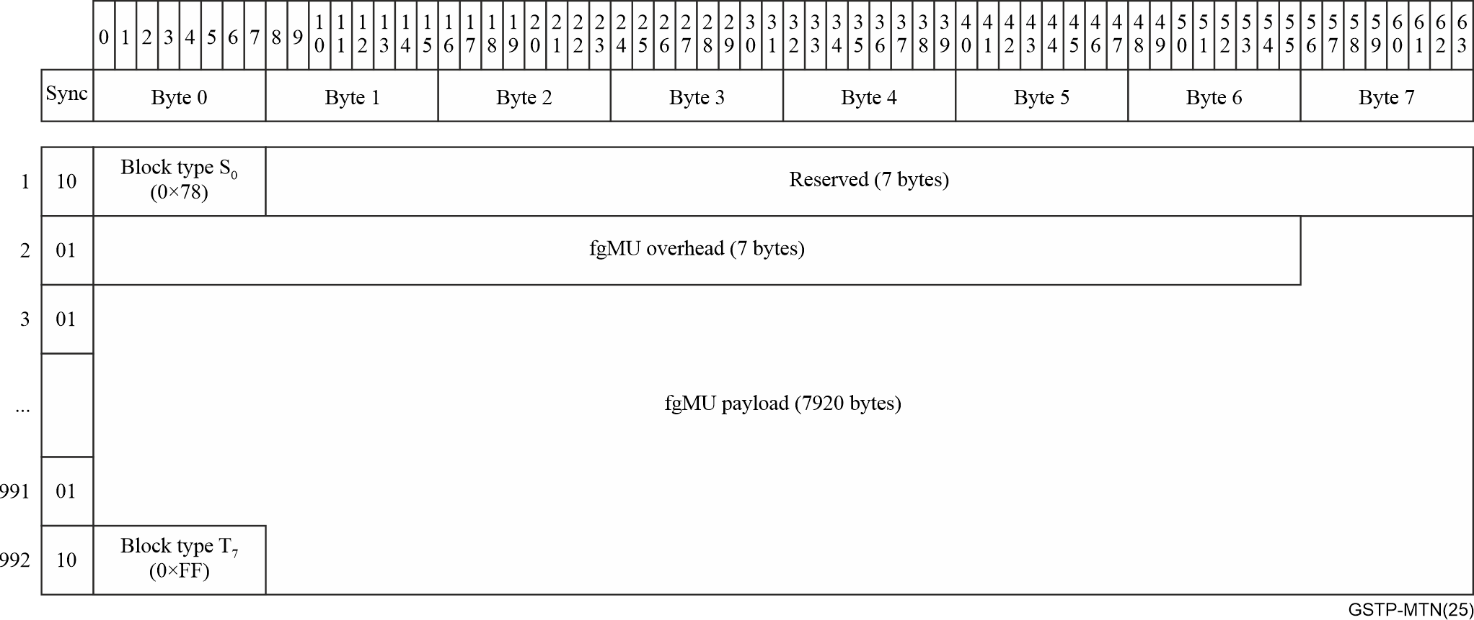 0 1 2 3 4 5 6 7 8 9 10 11 12 13 14 15 16 17 18 19 20 21 22 23 24 25 26 27 28 29 30 31 32 33 34 35 36 37 38 39 40 41 42 43 44 45 46 47 48 49 50 51 52 53 54 55 56 57 58 59 60 61 62 63
Sync Byte 0 Byte 1 Byte 2 Byte 3 Byte 4 Byte 5 Byte 6 Byte 7
1 10 Block type S0 (0×78) Reserved (7 bytes)
2 01 fgMU overhead (7 bytes)
3 01
... fgMU payload (7920 bytes)
991 01
992 10 Block type T7 (0×FF)
GSTP-MTN(25)